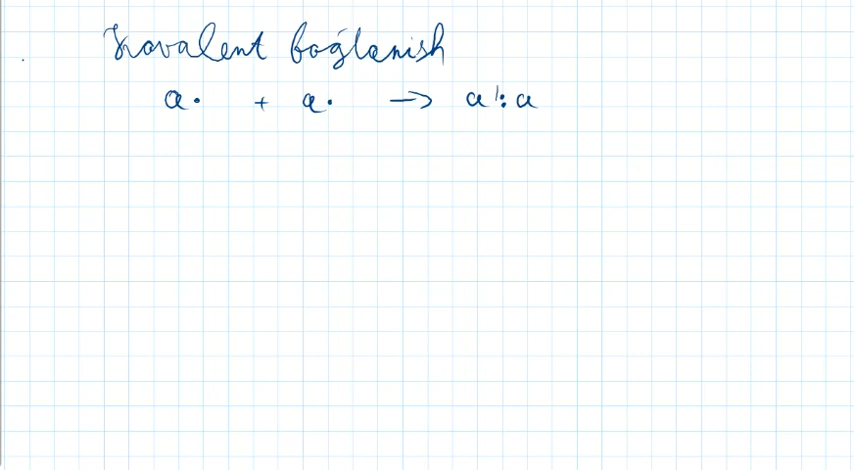 Kovalent bog'lanish
a· + a· → a : a